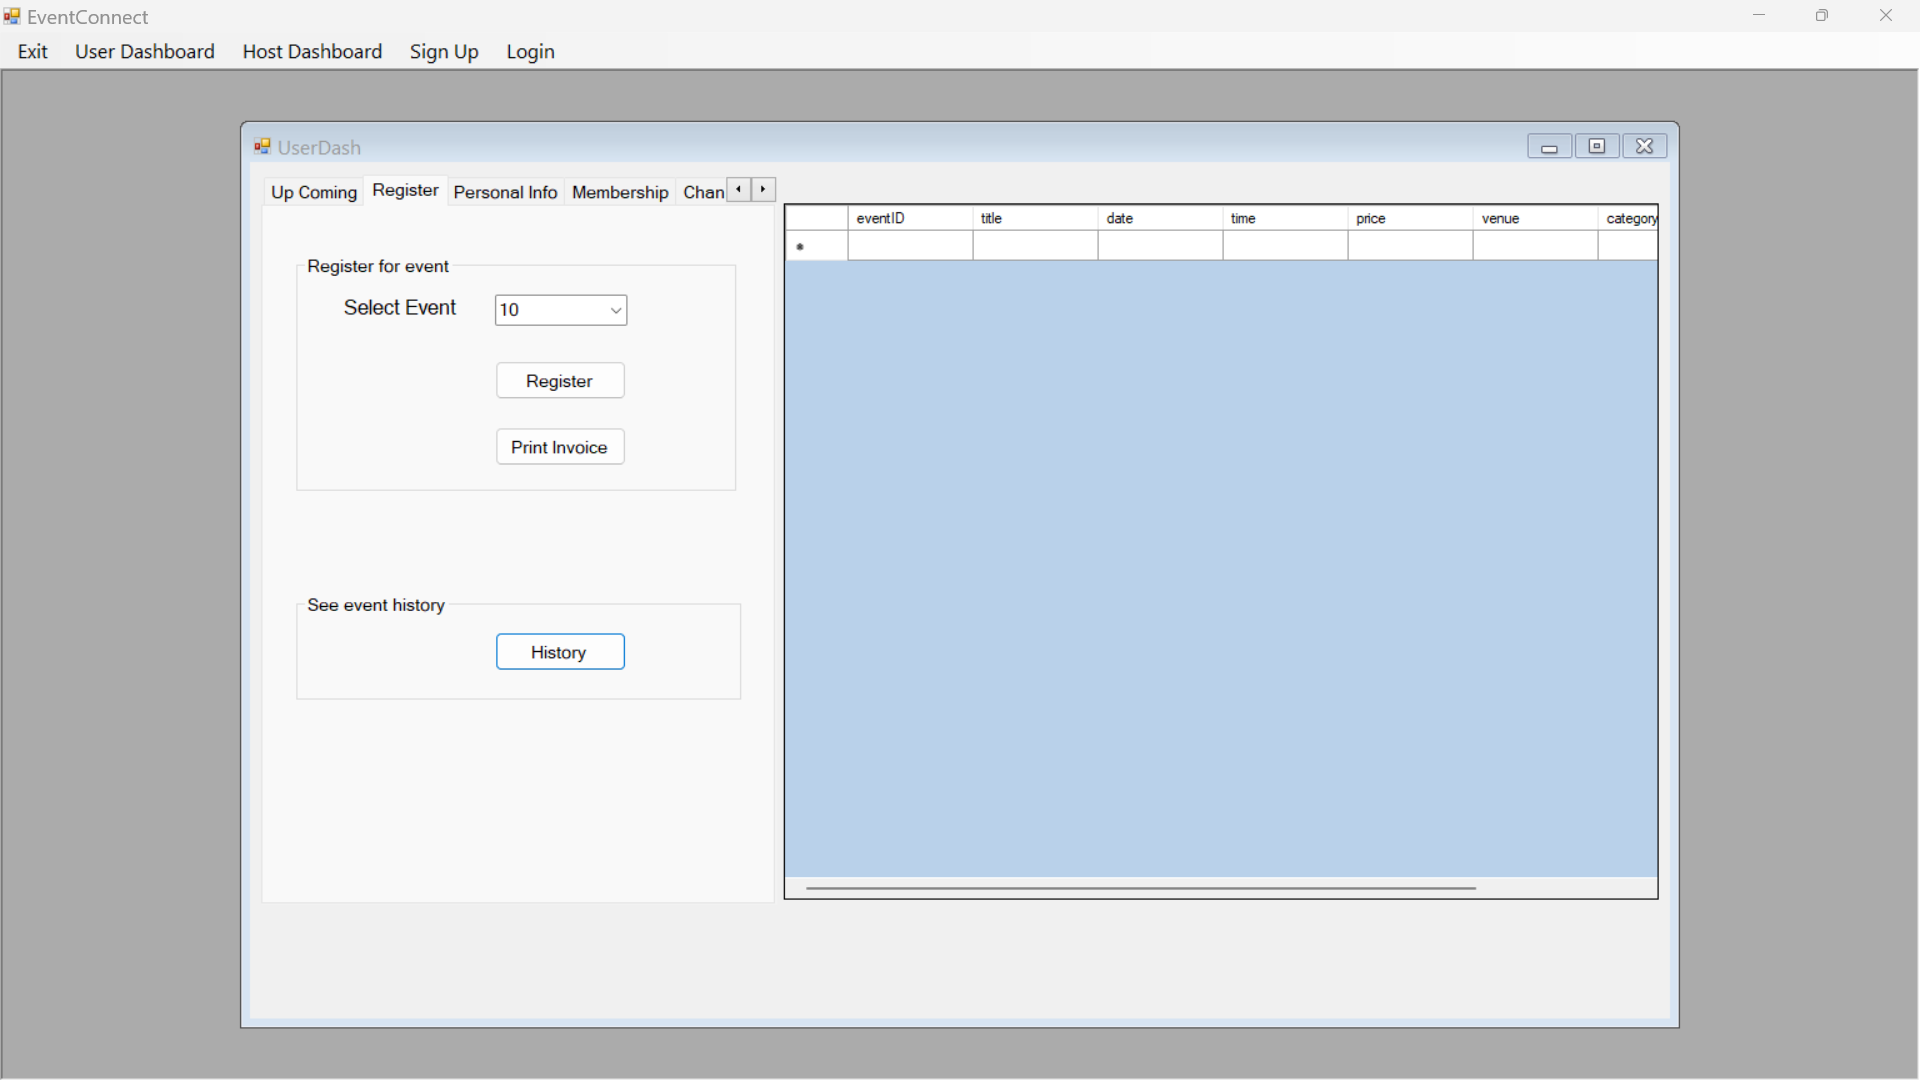 EventConnect
Exit User Dashboard Host Dashboard Sign Up Login
UserDash
Up Coming Register Personal Info Membership Chan
eventID title date time price venue category
Register for event
Select Event 10
Register
Print Invoice
See event history
History